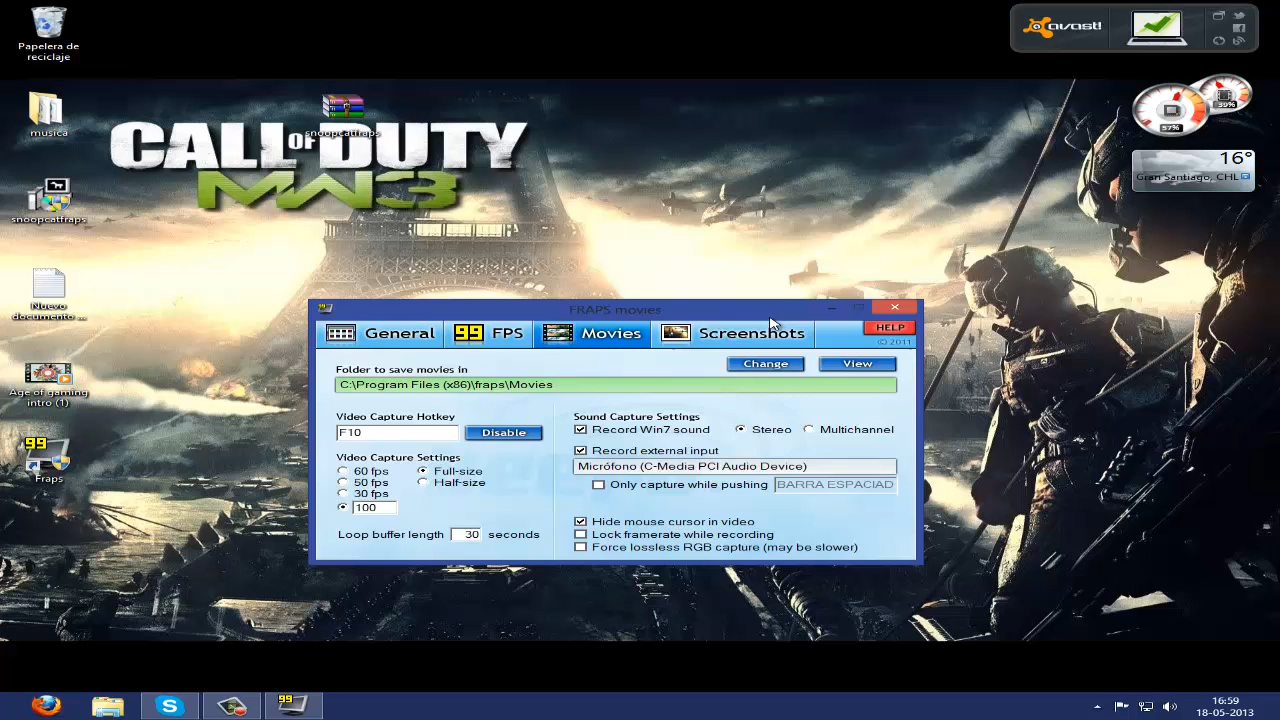 Papelera de
reciclaje
musica
snoopcatfraps
snoopcatfraps
Nuevo
documento ...
Age of gaming
intro (1)
99
Fraps
CALL OF DUTY
MW3
avast!
39%
57%
16°
Gran Santiago, CHL
FRAPS movies
General
99 FPS
Movies
Screenshots
HELP
© 2011
Folder to save movies in
Change
View
C:\Program Files (x86)\fraps\Movies
Video Capture Hotkey
F10
Disable
Video Capture Settings
60 fps
50 fps
30 fps
100
Full-size
Half-size
Loop buffer length 30 seconds
Sound Capture Settings
Record Win7 sound
Stereo
Multichannel
Record external input
Micrófono (C-Media PCI Audio Device)
Only capture while pushing BARRA ESPACIAD
Hide mouse cursor in video
Lock framerate while recording
Force lossless RGB capture (may be slower)
99
16:59
18-05-2013